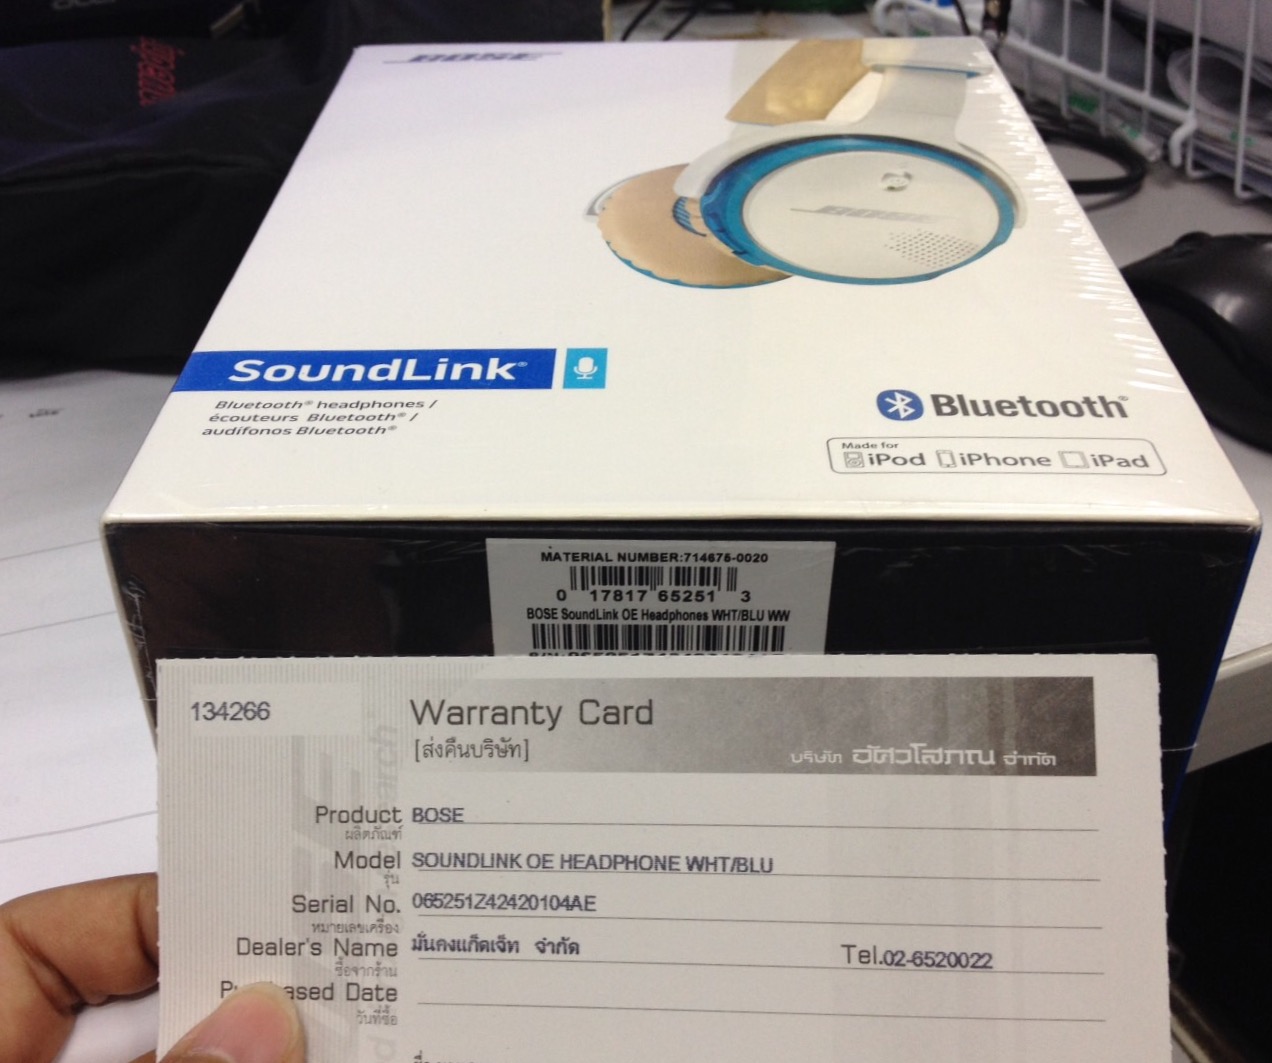 BOSE
BOSE
SoundLink®
Bluetooth® headphones /
écouteurs Bluetooth® /
audífonos Bluetooth®
Bluetooth®
Made for
iPod iPhone iPad
MATERIAL NUMBER:714675-0020
0 17817 65251 3
BOSE SoundLink OE Headphones WHT/BLU WW
134266
Warranty Card
[ส่งคืนบริษัท]
บริษัท อัศวโสภณ จำกัด
Product BOSE
ผลิตภัณฑ์
Model SOUNDLINK OE HEADPHONE WHT/BLU
รุ่น
Serial No. 065251Z42420104AE
หมายเลขเครื่อง
Dealer's Name มั่นคงแก็ดเจ็ท จำกัด Tel.02-6520022
ซื้อจากร้าน
Date
วันที่ซื้อ